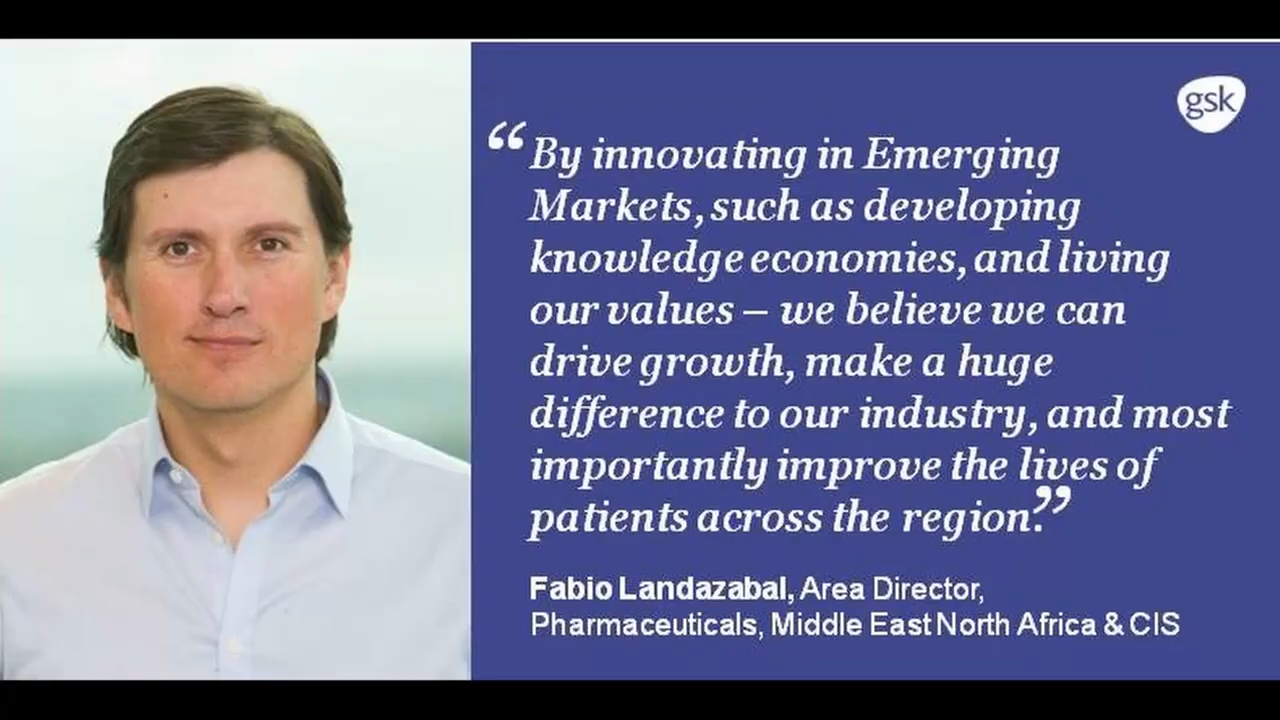 gsk
“By innovating in Emerging
Markets, such as developing
knowledge economies, and living
our values – we believe we can
drive growth, make a huge
difference to our industry, and most
importantly improve the lives of
patients across the region.”
Fabio Landazabal, Area Director,
Pharmaceuticals, Middle East North Africa & CIS